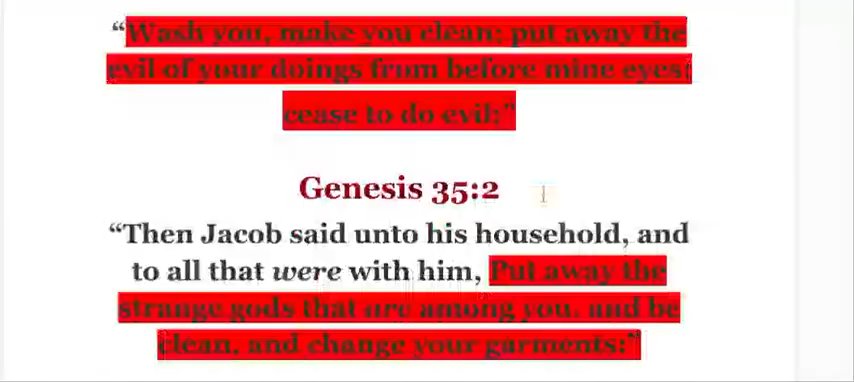 “Wash you, make you clean; put away the
evil of your doings from before mine eyes;
cease to do evil;”
Genesis 35:2
“Then Jacob said unto his household, and
to all that were with him, Put away the
strange gods that are among you, and be
clean, and change your garments:”